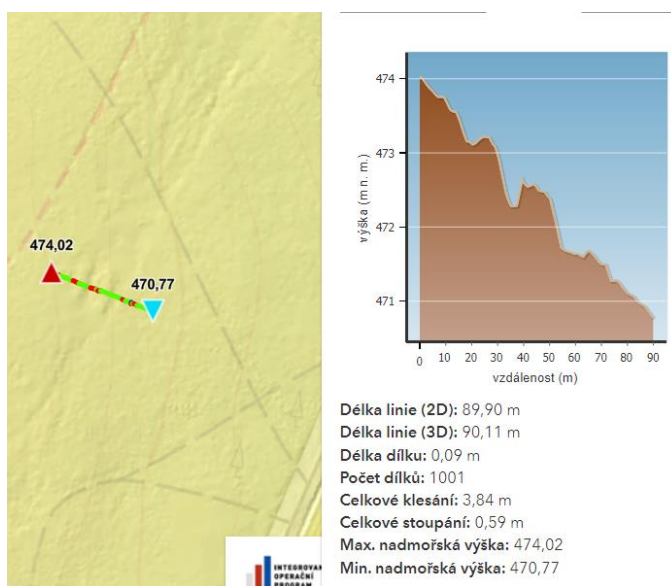 474,02
470,77
INTEGROVAN
OPERAČNÍ
PROGRAM
474
473
472
471
výška (m n. m.)
0 10 20 30 40 50 60 70 80 90
vzdálenost (m)
Délka linie (2D): 89,90 m
Délka linie (3D): 90,11 m
Délka dílku: 0,09 m
Počet dílků: 1001
Celkové klesání: 3,84 m
Celkové stoupání: 0,59 m
Max. nadmořská výška: 474,02
Min. nadmořská výška: 470,77